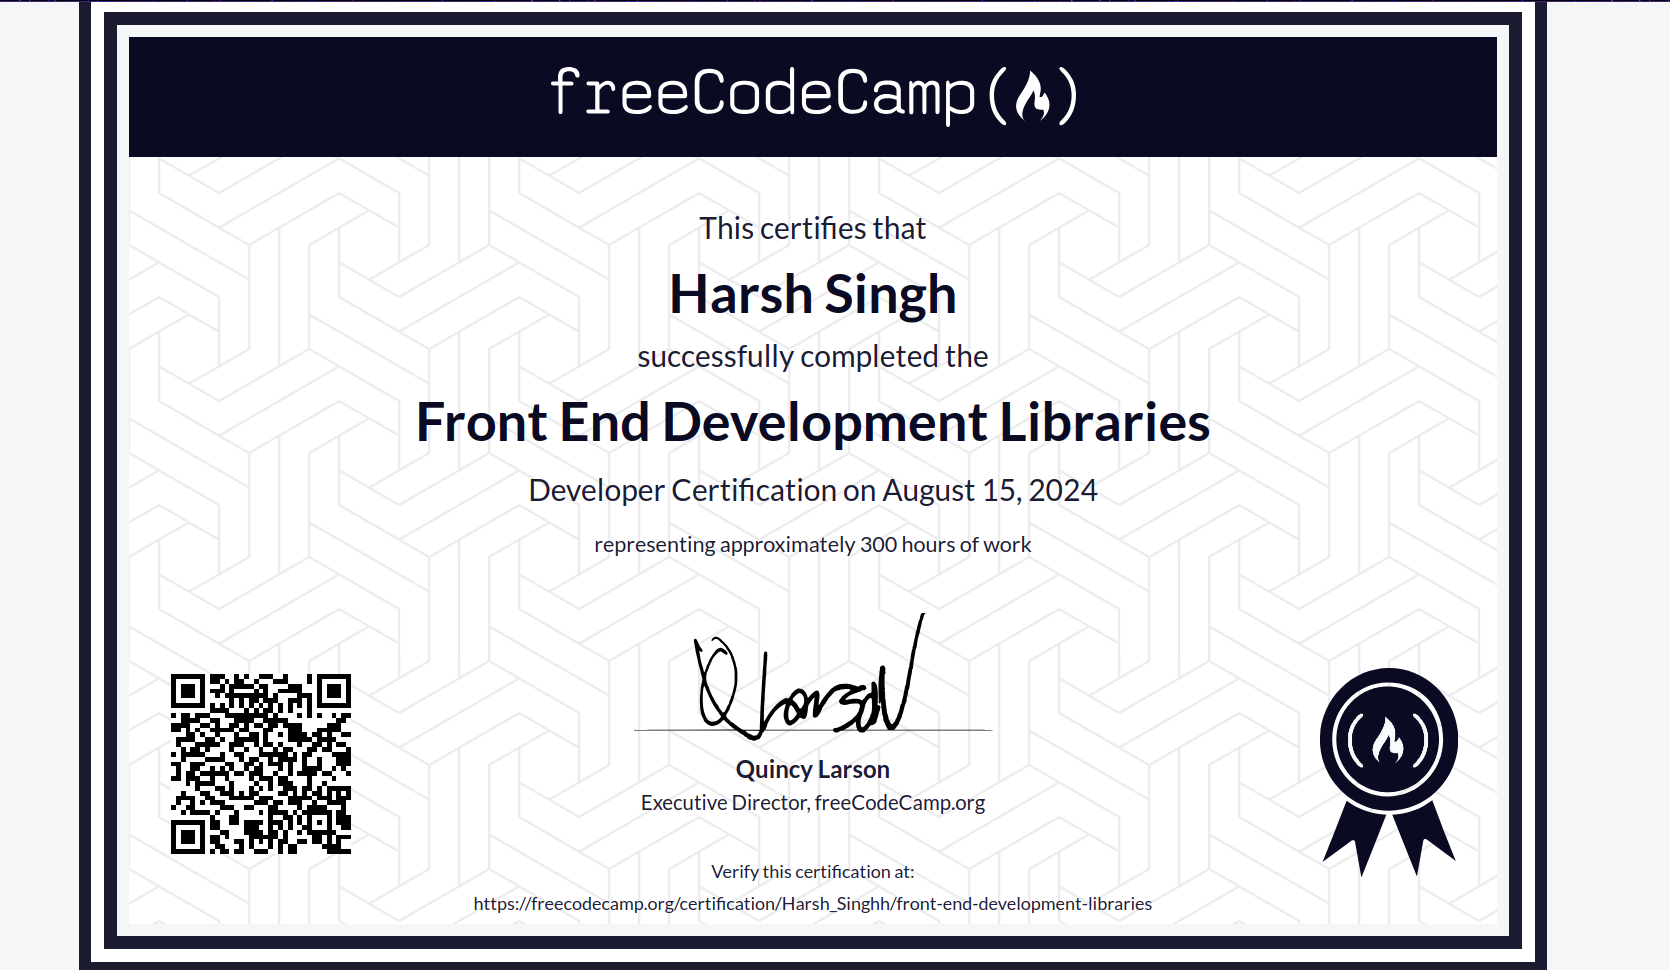 freeCodeCamp
This certifies that
Harsh Singh
successfully completed the
Front End Development Libraries
Developer Certification on August 15, 2024
representing approximately 300 hours of work
Quincy Larson
Executive Director, freeCodeCamp.org
Verify this certification at:
https://freecodecamp.org/certification/Harsh_Singhh/front-end-development-libraries